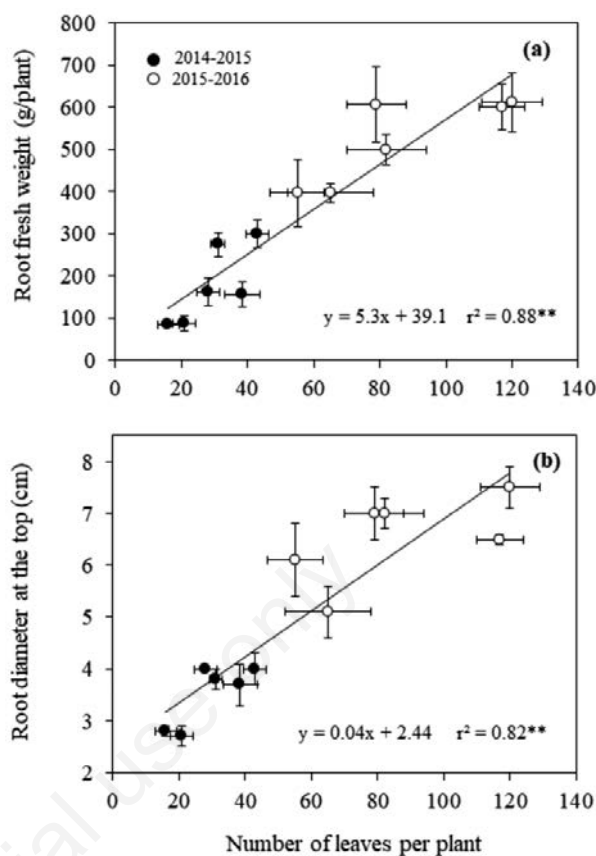 (a)
2014-2015
2015-2016
Root fresh weight (g/plant)
800
700
600
500
400
300
200
100
0
y = 5.3x + 39.1 r² = 0.88**
0 20 40 60 80 100 120 140
(b)
Root diameter at the top (cm)
8
7
6
5
4
3
2
y = 0.04x + 2.44 r² = 0.82**
0 20 40 60 80 100 120 140
Number of leaves per plant
ial use only